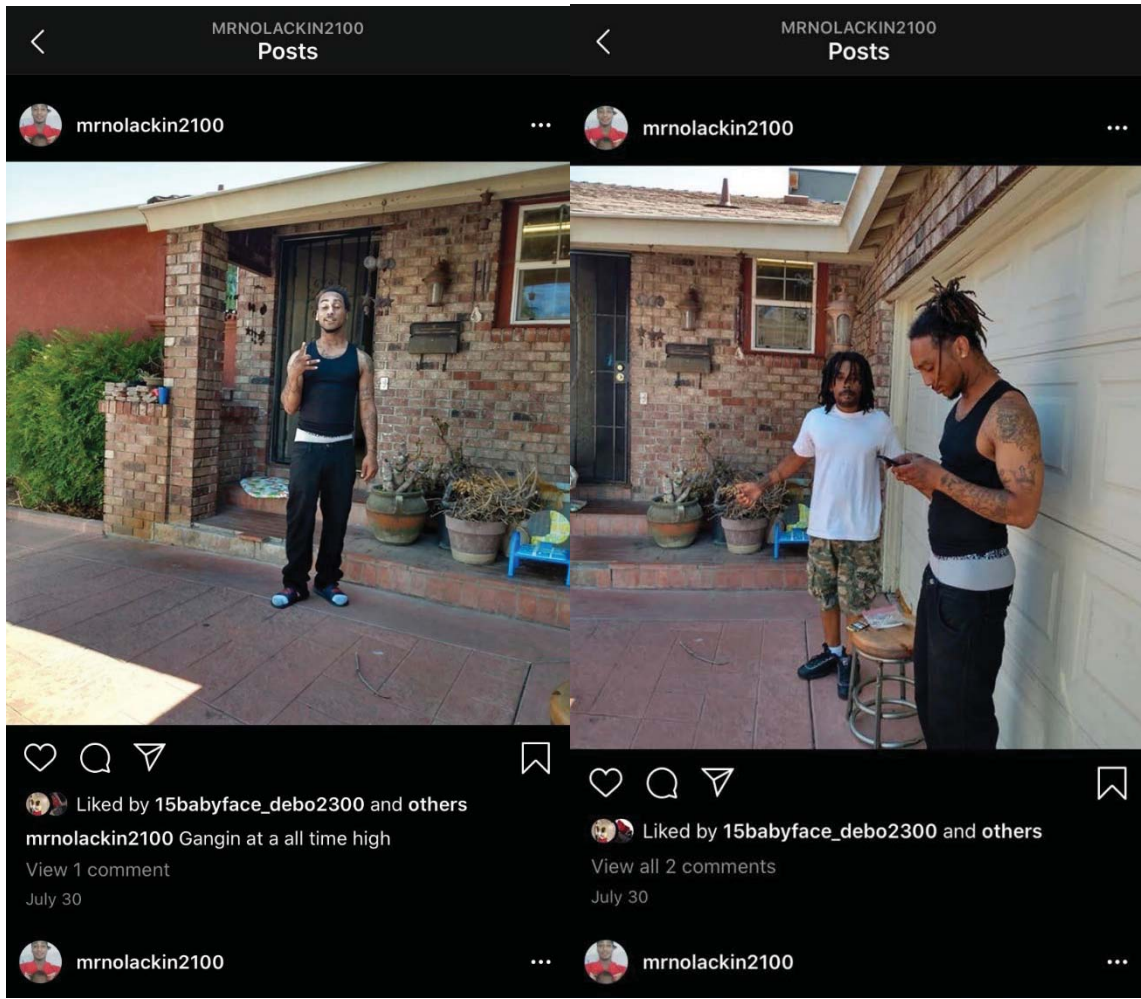 MRNOLACKIN2100
Posts
mrnolackin2100
Liked by 15babyface_debo2300 and others
mrnolackin2100 Gangin at a all time high
View 1 comment
July 30
mrnolackin2100
MRNOLACKIN2100
Posts
mrnolackin2100
Liked by 15babyface_debo2300 and others
View all 2 comments
July 30
mrnolackin2100